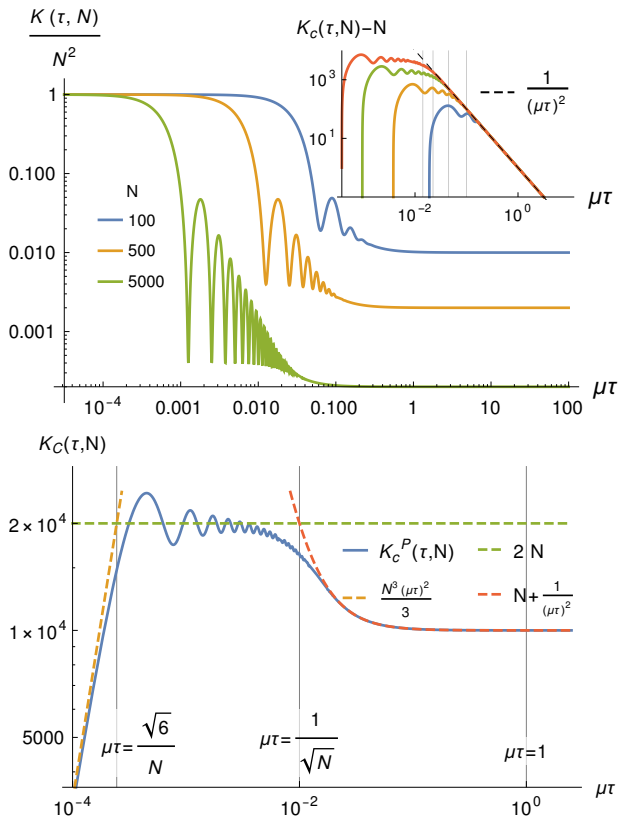 K(τ, N)
N²
K_c(τ,N)−N
1
0.100
0.010
0.001
N
100
500
5000
10³
10¹
10⁻²
10⁰
μτ
1
(μτ)²
10⁻⁴
0.001
0.010
0.100
1
10
100
μτ
K_C(τ,N)
2×10⁴
1×10⁴
5000
K_c^P(τ,N)
2 N
N³(μτ)²
3
N+ 1/(μτ)²
μτ= √6/N
μτ= 1/√N
μτ=1
10⁻⁴
10⁻²
10⁰
μτ